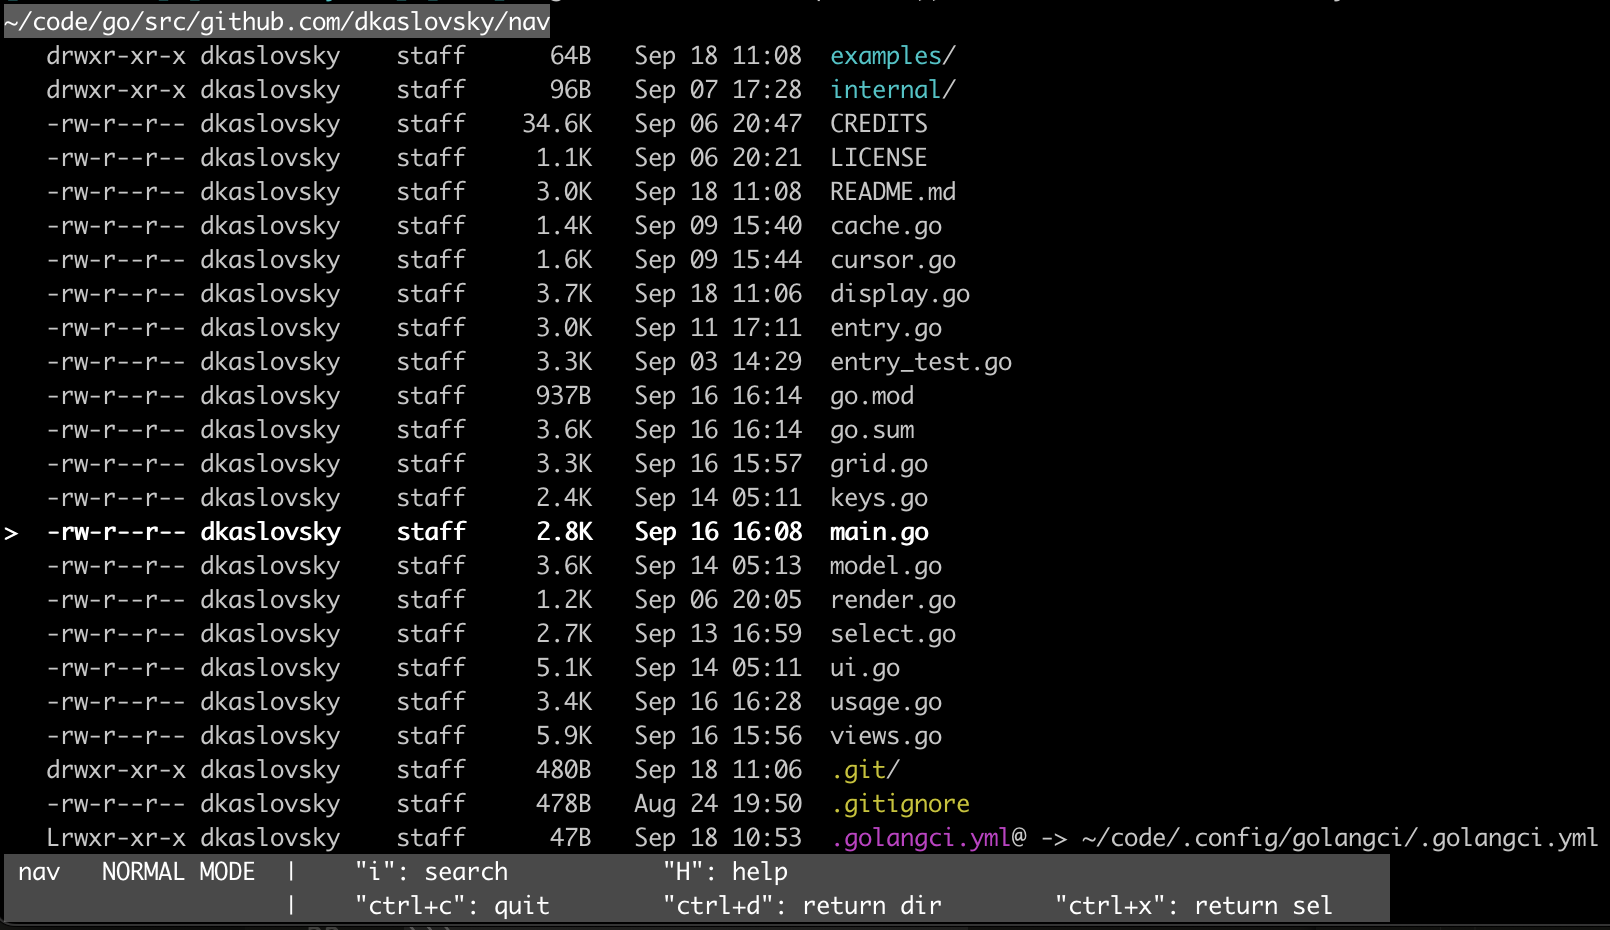 ~/code/go/src/github.com/dkaslovsky/nav
drwxr-xr-x dkaslovsky    staff      64B   Sep 18 11:08  examples/
drwxr-xr-x dkaslovsky    staff      96B   Sep 07 17:28  internal/
-rw-r--r-- dkaslovsky    staff    34.6K   Sep 06 20:47  CREDITS
-rw-r--r-- dkaslovsky    staff     1.1K   Sep 06 20:21  LICENSE
-rw-r--r-- dkaslovsky    staff     3.0K   Sep 18 11:08  README.md
-rw-r--r-- dkaslovsky    staff     1.4K   Sep 09 15:40  cache.go
-rw-r--r-- dkaslovsky    staff     1.6K   Sep 09 15:44  cursor.go
-rw-r--r-- dkaslovsky    staff     3.7K   Sep 18 11:06  display.go
-rw-r--r-- dkaslovsky    staff     3.0K   Sep 11 17:11  entry.go
-rw-r--r-- dkaslovsky    staff     3.3K   Sep 03 14:29  entry_test.go
-rw-r--r-- dkaslovsky    staff     937B   Sep 16 16:14  go.mod
-rw-r--r-- dkaslovsky    staff     3.6K   Sep 16 16:14  go.sum
-rw-r--r-- dkaslovsky    staff     3.3K   Sep 16 15:57  grid.go
-rw-r--r-- dkaslovsky    staff     2.4K   Sep 14 05:11  keys.go
>  -rw-r--r-- dkaslovsky    staff     2.8K   Sep 16 16:08  main.go
-rw-r--r-- dkaslovsky    staff     3.6K   Sep 14 05:13  model.go
-rw-r--r-- dkaslovsky    staff     1.2K   Sep 06 20:05  render.go
-rw-r--r-- dkaslovsky    staff     2.7K   Sep 13 16:59  select.go
-rw-r--r-- dkaslovsky    staff     5.1K   Sep 14 05:11  ui.go
-rw-r--r-- dkaslovsky    staff     3.4K   Sep 16 16:28  usage.go
-rw-r--r-- dkaslovsky    staff     5.9K   Sep 16 15:56  views.go
drwxr-xr-x dkaslovsky    staff     480B   Sep 18 11:06  .git/
-rw-r--r-- dkaslovsky    staff     478B   Aug 24 19:50  .gitignore
Lrwxr-xr-x dkaslovsky    staff      47B   Sep 18 10:53  .golangci.yml@ -> ~/code/.config/golangci/.golangci.yml
nav   NORMAL MODE  |    "i": search           "H": help
|    "ctrl+c": quit        "ctrl+d": return dir        "ctrl+x": return sel